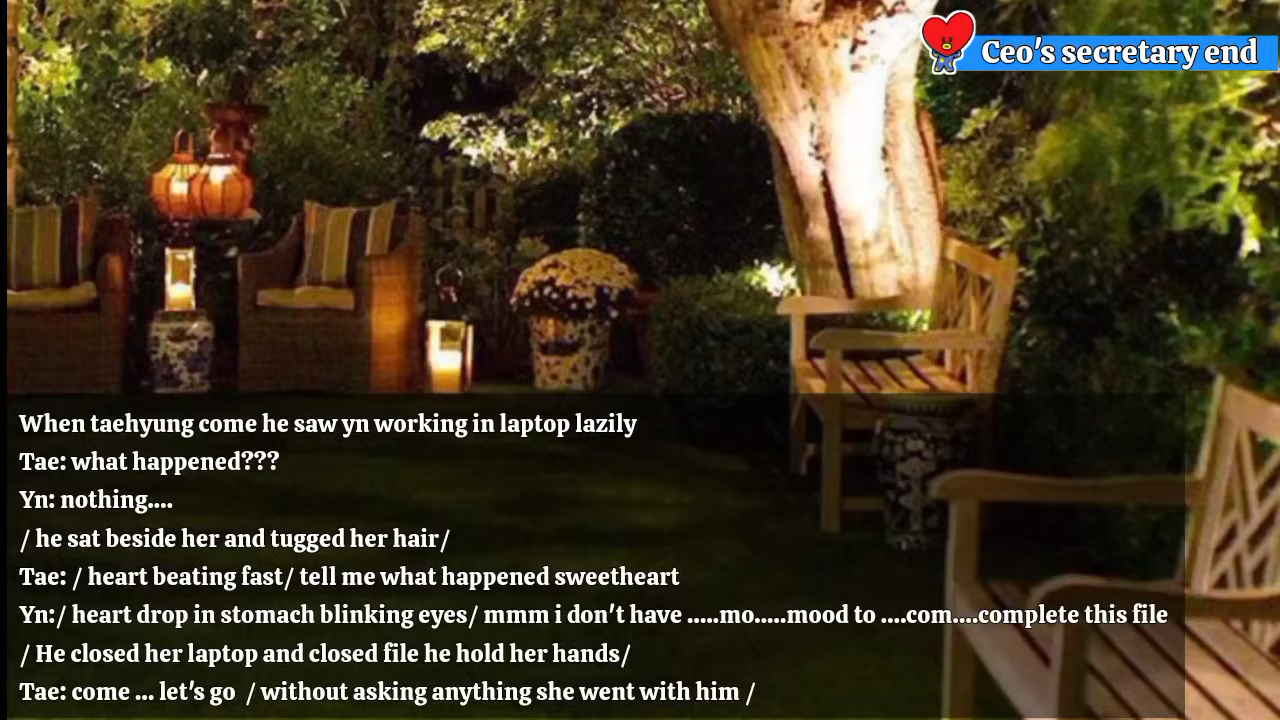 Ceo's secretary end
When taehyung come he saw yn working in laptop lazily
Tae: what happened???
Yn: nothing....
/ he sat beside her and tugged her hair/
Tae: / heart beating fast/ tell me what happened sweetheart
Yn:/ heart drop in stomach blinking eyes/ mmm i don't have .....mo.....mood to ....com....complete this file
/ He closed her laptop and closed file he hold her hands/
Tae: come ... let's go / without asking anything she went with him /